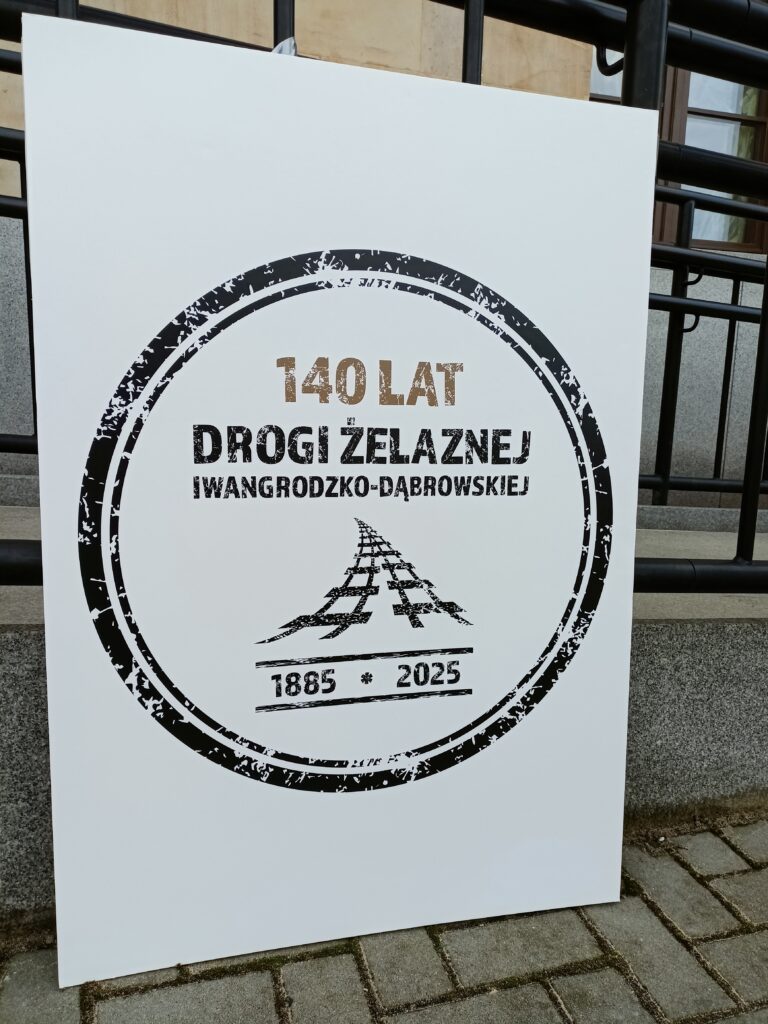 140 LAT
DROGI ŻELAZNEJ
IWANGRODZKO-DĄBROWSKIEJ
1885 * 2025